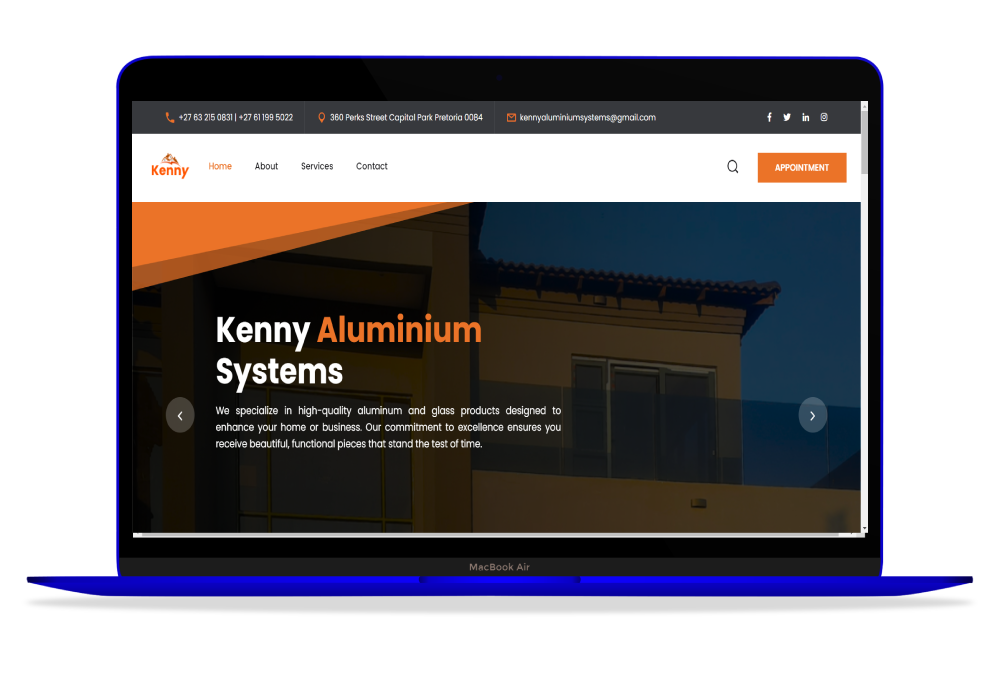 +27 63 215 0831 | +27 61 199 5022
360 Perks Street Capital Park Pretoria 0084
kennyaluminiumsystems@gmail.com
Kenny
Home
About
Services
Contact
APPOINTMENT
Kenny Aluminium
Systems
We specialize in high-quality aluminum and glass products designed to
enhance your home or business. Our commitment to excellence ensures you
receive beautiful, functional pieces that stand the test of time.
MacBook Air